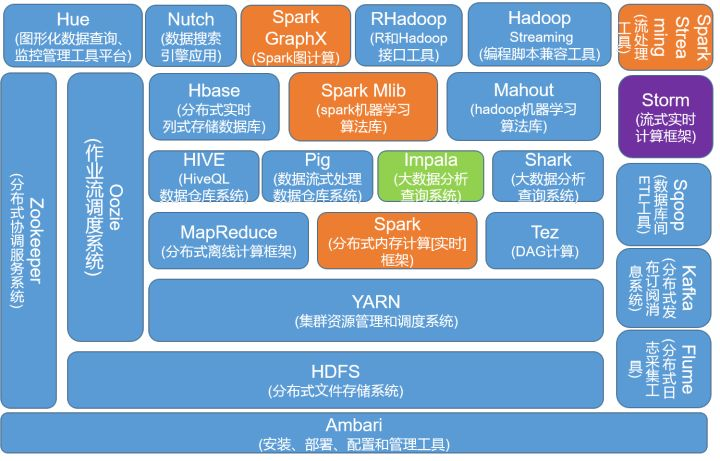 Hue
(图形化数据查询、
监控管理工具平台)
Nutch
(数据搜索
引擎应用)
Spark
GraphX
(Spark图计算)
RHadoop
(R和Hadoop
接口工具)
Hadoop
Streaming
(编程脚本兼容工具)
Spark
Strea
ming
(流处理
工具)
Zookeeper
(分布式协调服务系统)
Oozie
(作业流调度系统)
Hbase
(分布式实时
列式存储数据库)
Spark Mlib
(spark机器学习
算法库)
Mahout
(hadoop机器学习
算法库)
Storm
(流式实时
计算框架)
HIVE
(HiveQL
数据仓库系统)
Pig
(数据流式处理
数据仓库系统)
Impala
(大数据分析
查询系统)
Shark
(大数据分析
查询系统)
Sqoop
(数据库间
ETL工具)
MapReduce
(分布式离线计算框架)
Spark
(分布式内存计算[实时]
框架)
Tez
(DAG计算)
Kafka
(分布式发
布订阅消
息系统)
YARN
(集群资源管理和调度系统)
Flume
(分布式日
志采集工
具)
HDFS
(分布式文件存储系统)
Ambari
(安装、部署、配置和管理工具)